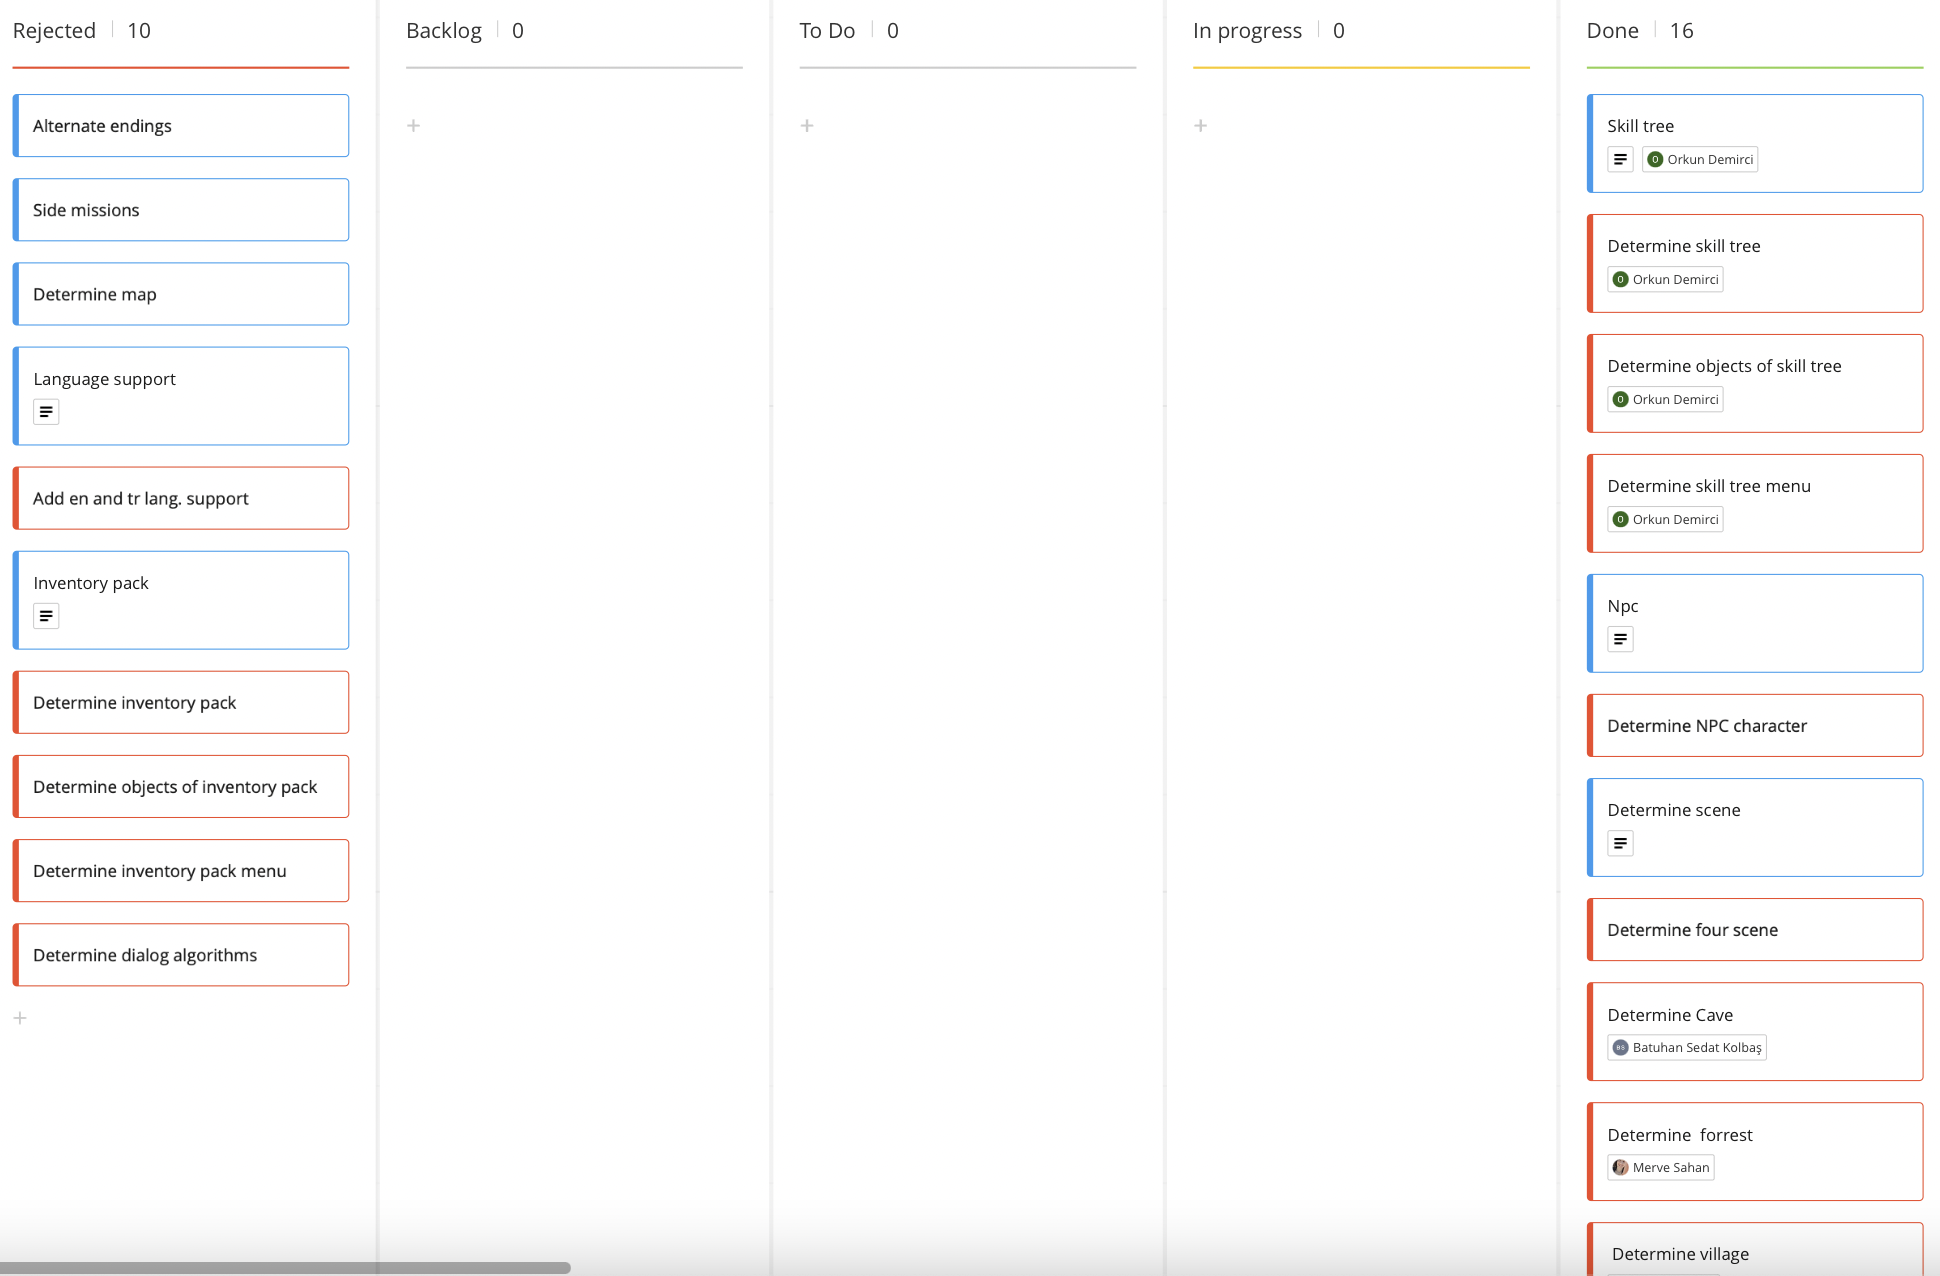 Rejected 10
Alternate endings
Side missions
Determine map
Language support
Add en and tr lang. support
Inventory pack
Determine inventory pack
Determine objects of inventory pack
Determine inventory pack menu
Determine dialog algorithms
+
Backlog 0
+
To Do 0
+
In progress 0
+
Done 16
Skill tree
O Orkun Demirci
Determine skill tree
O Orkun Demirci
Determine objects of skill tree
O Orkun Demirci
Determine skill tree menu
O Orkun Demirci
Npc
Determine NPC character
Determine scene
Determine four scene
Determine Cave
BS Batuhan Sedat Kolbaş
Determine  forrest
Merve Sahan
Determine village